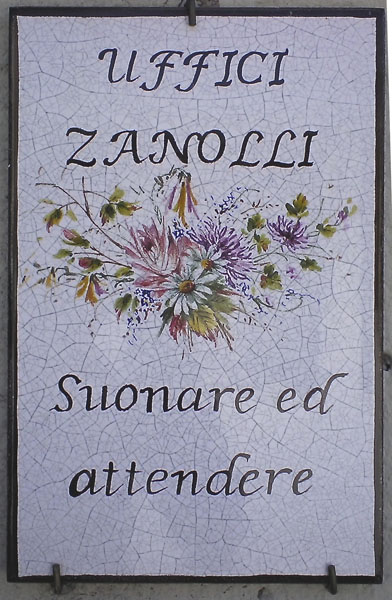 UFFICI
ZANOLLI
Suonare ed
attendere